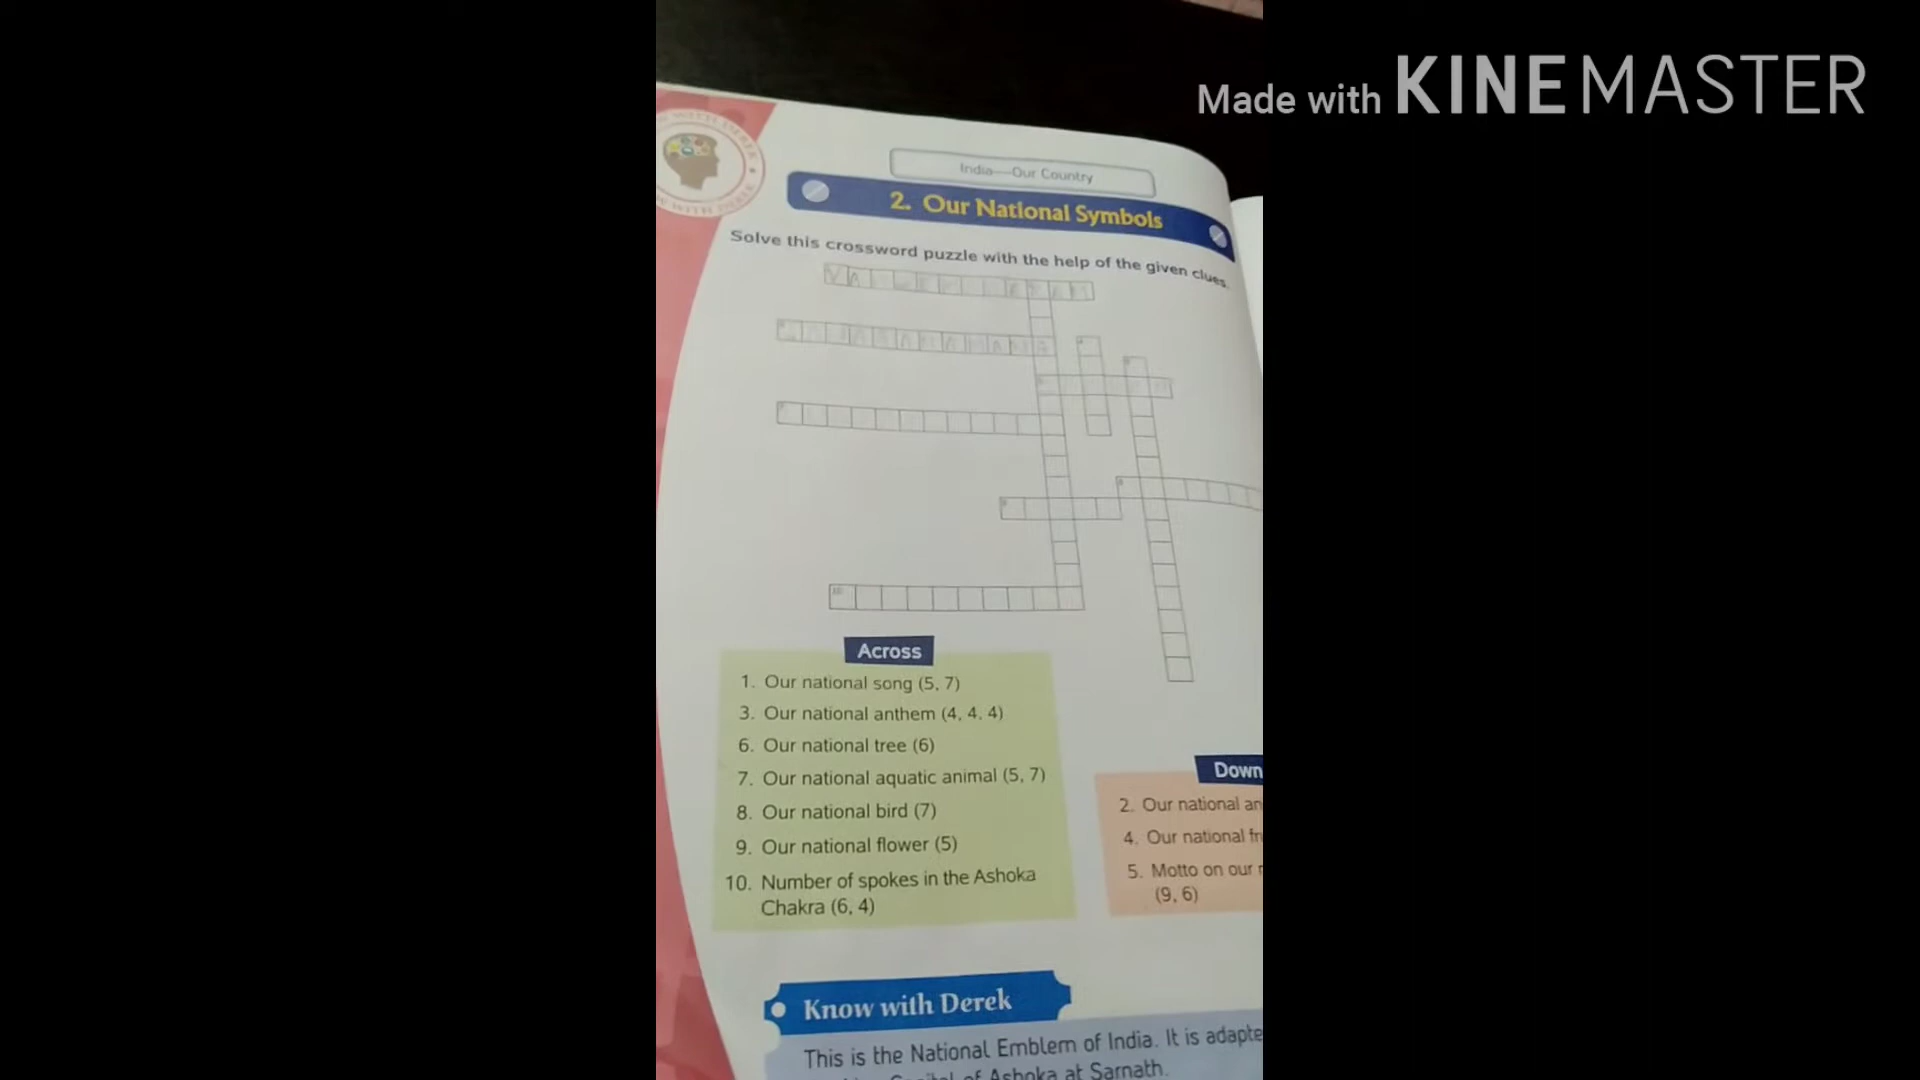 Made with KINEMASTER
India—Our Country
2. Our National Symbols
Solve this crossword puzzle with the help of the given clues.
Across
1. Our national song (5, 7)
3. Our national anthem (4, 4, 4)
6. Our national tree (6)
7. Our national aquatic animal (5, 7)
8. Our national bird (7)
9. Our national flower (5)
10. Number of spokes in the Ashoka
Chakra (6, 4)
Down
2. Our national
4. Our national
5. Motto on our
(9, 6)
Know with Derek
This is the National Emblem of India. It is
of Ashoka at Sarnath.